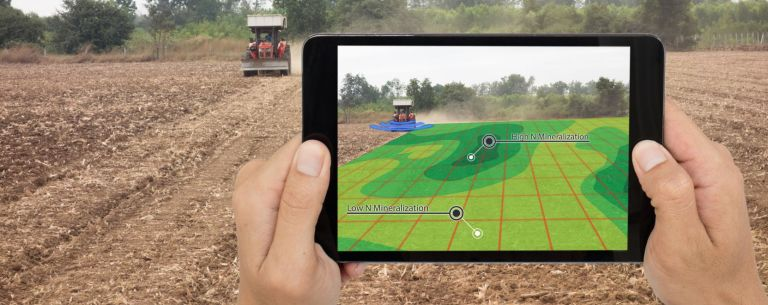 High N Mineralization
Low N Mineralization